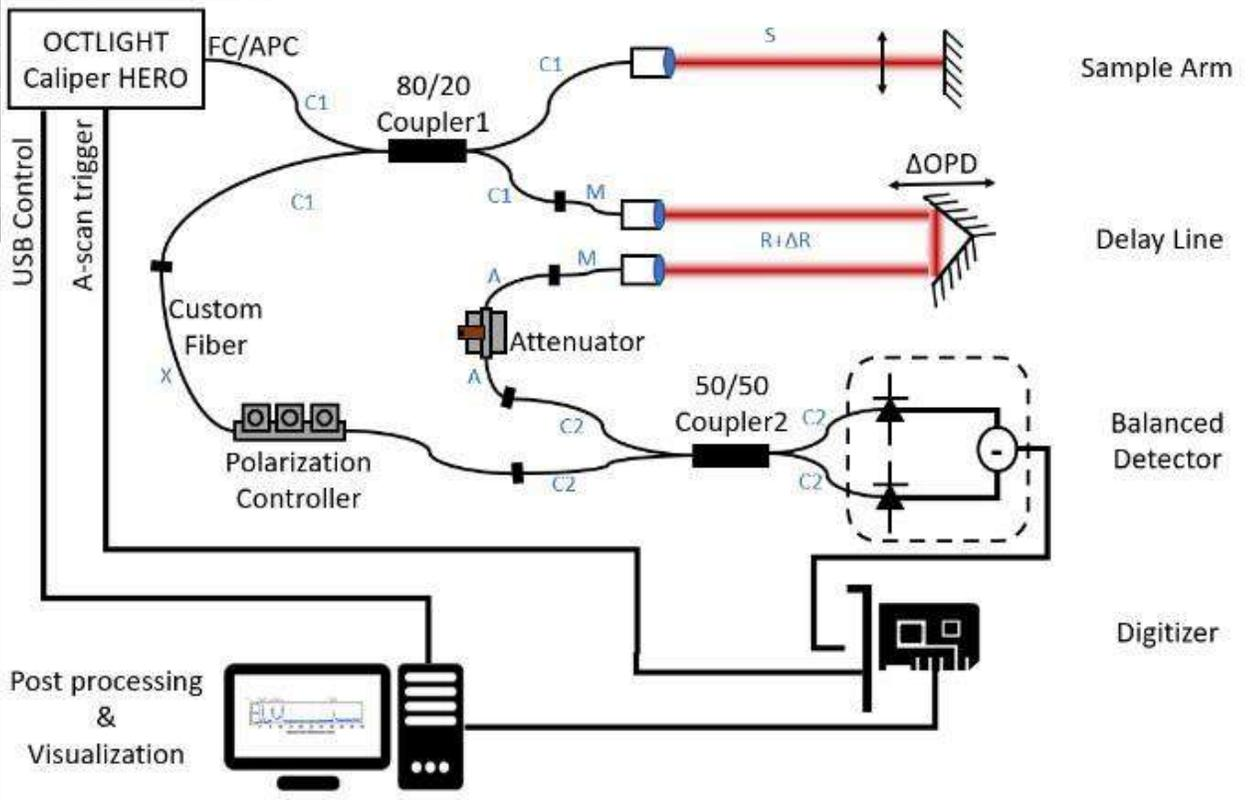 OCTLIGHT
Caliper HERO
FC/APC
C1
80/20
Coupler1
C1
S
Sample Arm
USB Control
A-scan trigger
C1
C1
M
ΔOPD
R+ΔR
Delay Line
M
A
Custom
Fiber
X
Attenuator
A
Polarization
Controller
C2
C2
50/50
Coupler2
C2
C2
-
Balanced
Detector
Digitizer
Post processing
&
Visualization